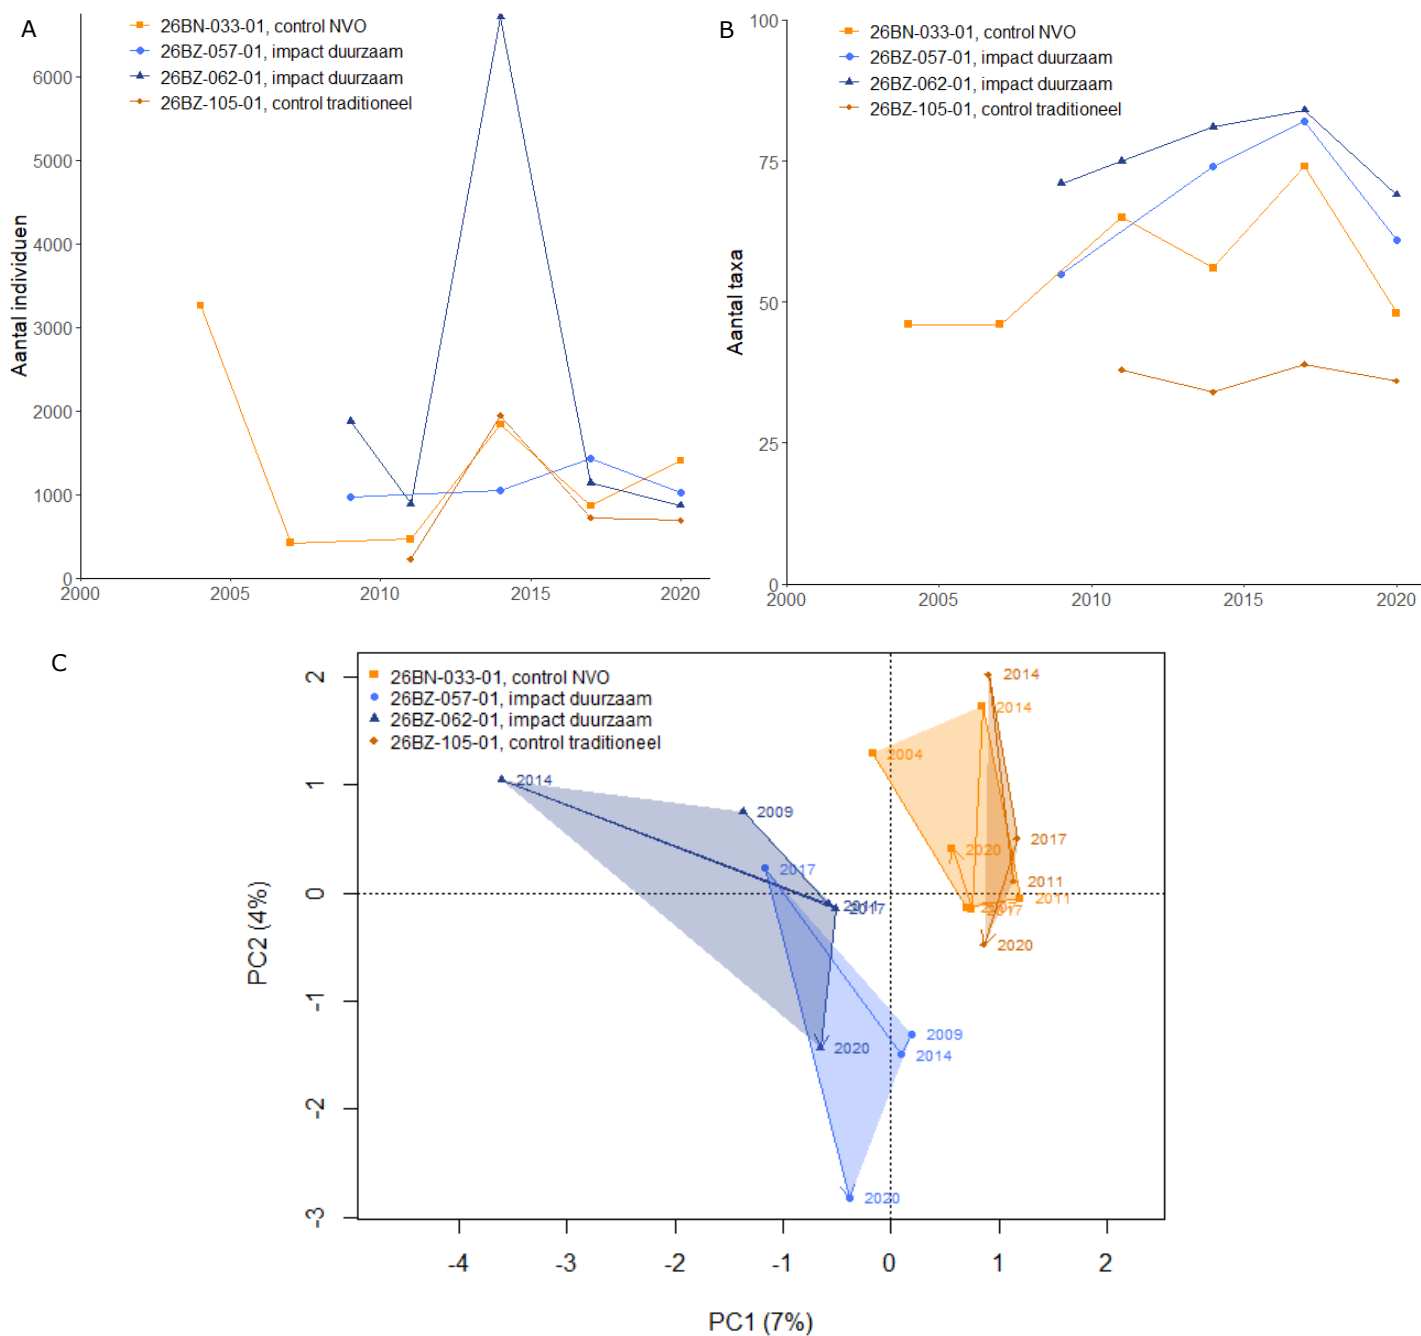 A
26BN-033-01, control NVO
26BZ-057-01, impact duurzaam
26BZ-062-01, impact duurzaam
26BZ-105-01, control traditioneel
Aantal individuen
6000
5000
4000
3000
2000
1000
0
2000
2005
2010
2015
2020
B
26BN-033-01, control NVO
26BZ-057-01, impact duurzaam
26BZ-062-01, impact duurzaam
26BZ-105-01, control traditioneel
Aantal taxa
100
75
50
25
0
2000
2005
2010
2015
2020
C
26BN-033-01, control NVO
26BZ-057-01, impact duurzaam
26BZ-062-01, impact duurzaam
26BZ-105-01, control traditioneel
PC2 (4%)
2
1
0
-1
-2
-3
2014
2014
2004
2014
2009
2017
2020
2017
2011
2011
2011
2017
2007
2017
2020
2009
2014
2020
2020
-4
-3
-2
-1
0
1
2
PC1 (7%)